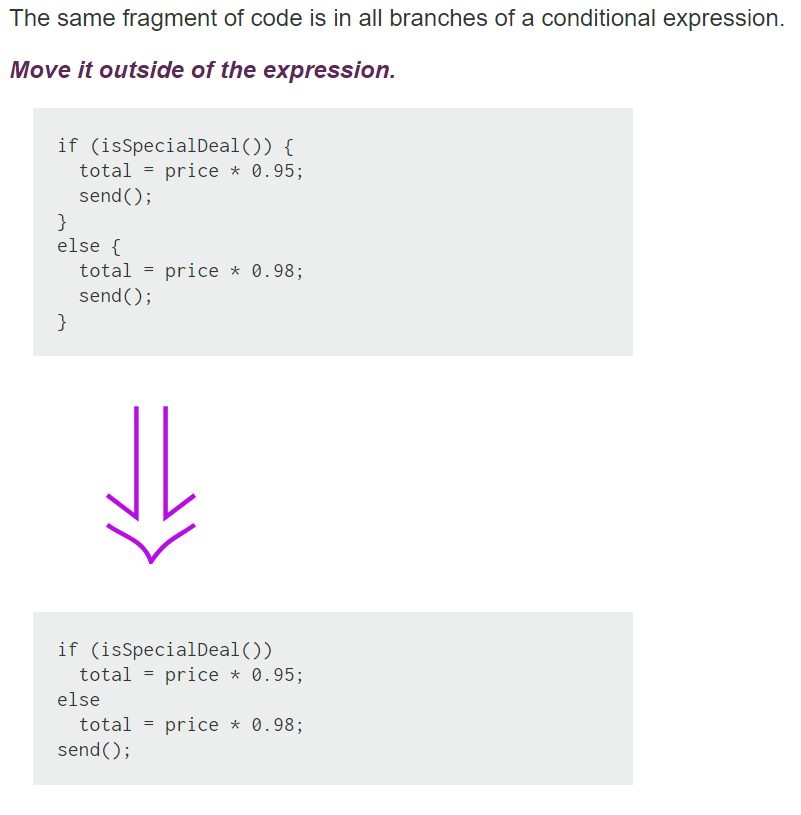 The same fragment of code is in all branches of a conditional expression.
Move it outside of the expression.
if (isSpecialDeal()) {
  total = price * 0.95;
  send();
}
else {
  total = price * 0.98;
  send();
}
if (isSpecialDeal())
  total = price * 0.95;
else
  total = price * 0.98;
send();